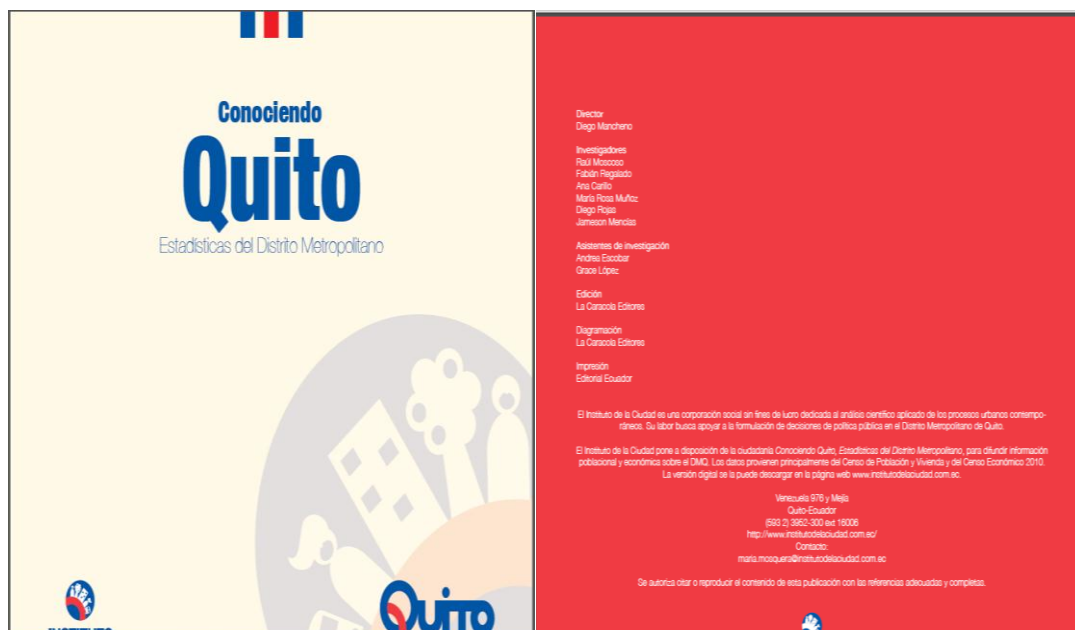 Conociendo
Quito
Estadísticas del Distrito Metropolitano
INSTITUTO
Quito
Director
Diego Mancheno
Investigadores
Raúl Moscoso
Fabián Regalado
Ana Carillo
María Rosa Muñoz
Diego Rojas
Jameson Mencías
Asistentes de investigación
Andrea Escobar
Grace López
Edición
La Caracola Editores
Diagramación
La Caracola Editores
Impresión
Editorial Ecuador
El Instituto de la Ciudad es una corporación social sin fines de lucro dedicada al análisis científico aplicado de los procesos urbanos contempo-
ráneos. Su labor busca apoyar a la formulación de decisiones de política pública en el Distrito Metropolitano de Quito.
El Instituto de la Ciudad pone a disposición de la ciudadanía Conociendo Quito, Estadísticas del Distrito Metropolitano, para difundir información
poblacional y económica sobre el DMQ. Los datos provienen principalmente del Censo de Población y Vivienda y del Censo Económico 2010.
La versión digital se la puede descargar en la página web www.institutodelaciudad.com.ec.
Venezuela 976 y Mejía
Quito-Ecuador
(593 2) 3952-300 ext 16006
http://www.institutodelaciudad.com.ec/
Contacto:
maria.mosquera@institutodelaciudad.com.ec
Se autoriza citar o reproducir el contenido de esta publicación con las referencias adecuadas y completas.